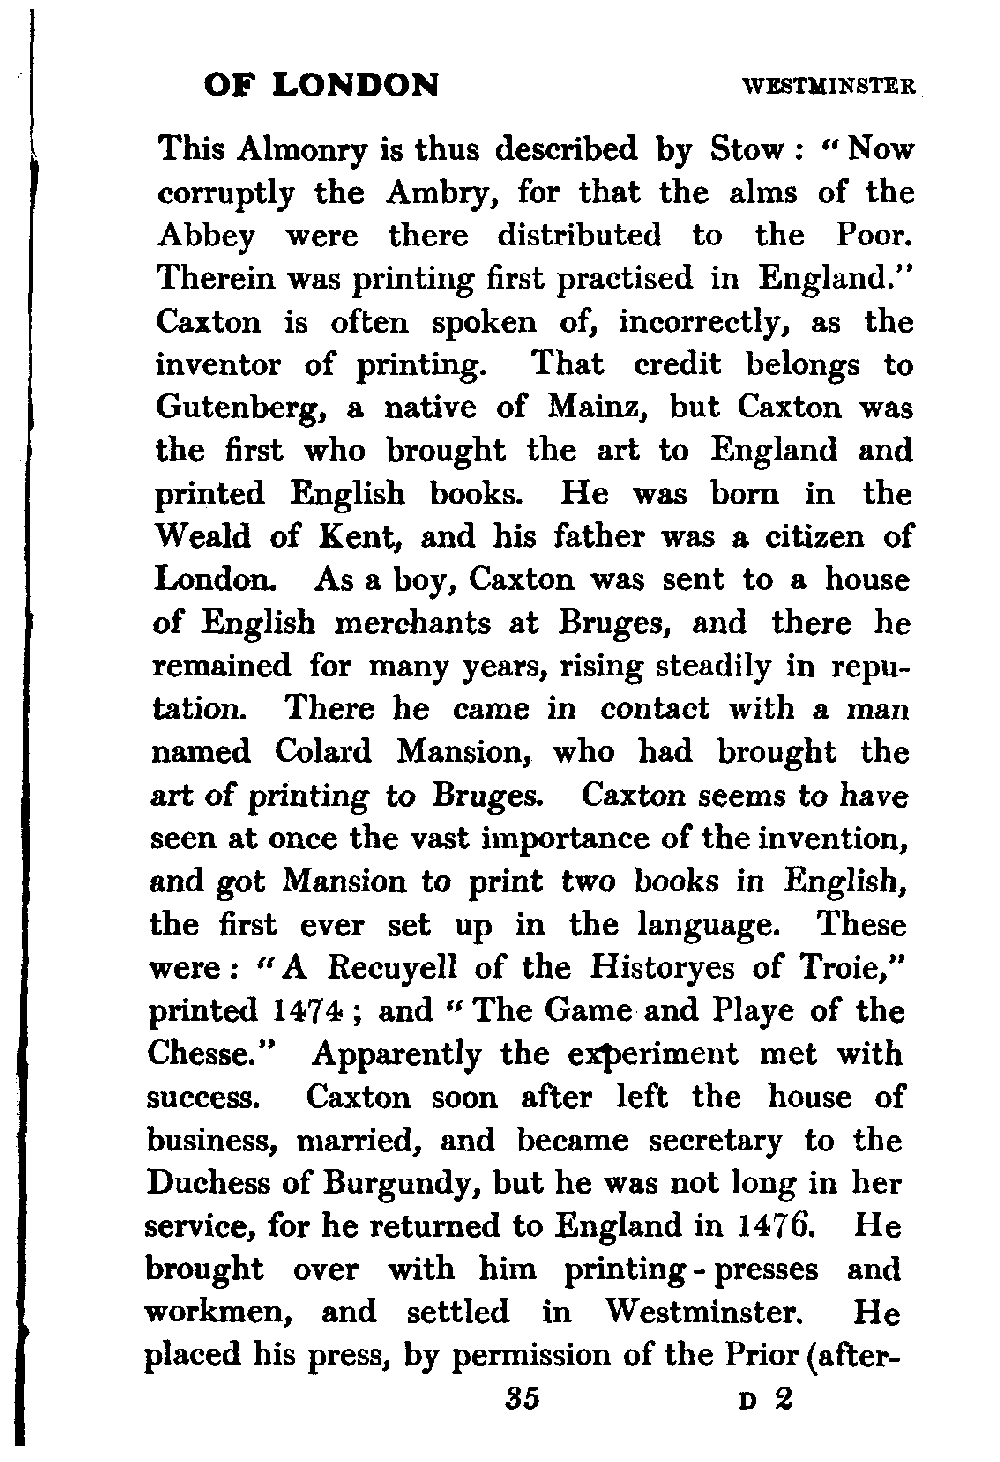 OF LONDON WESTMINSTER
This Almonry is thus described by Stow : “ Now
corruptly the Ambry, for that the alms of the
Abbey were there distributed to the Poor.
Therein was printing first practised in England.”
Caxton is often spoken of, incorrectly, as the
inventor of printing. That credit belongs to
Gutenberg, a native of Mainz, but Caxton was
the first who brought the art to England and
printed English books. He was born in the
Weald of Kent, and his father was a citizen of
London. As a boy, Caxton was sent to a house
of English merchants at Bruges, and there he
remained for many years, rising steadily in repu-
tation. There he came in contact with a man
named Colard Mansion, who had brought the
art of printing to Bruges. Caxton seems to have
seen at once the vast importance of the invention,
and got Mansion to print two books in English,
the first ever set up in the language. These
were : “ A Recuyell of the Historyes of Troie,”
printed 1474 ; and “ The Game and Playe of the
Chesse.” Apparently the experiment met with
success. Caxton soon after left the house of
business, married, and became secretary to the
Duchess of Burgundy, but he was not long in her
service, for he returned to England in 1476. He
brought over with him printing - presses and
workmen, and settled in Westminster. He
placed his press, by permission of the Prior (after-
35 D 2